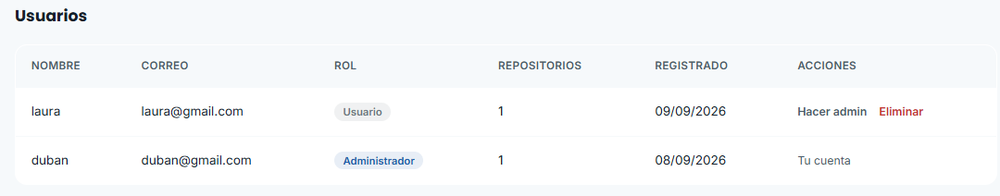 Usuarios
NOMBRE CORREO ROL REPOSITORIOS REGISTRADO ACCIONES
laura laura@gmail.com Usuario 1 09/09/2026 Hacer admin Eliminar
duban duban@gmail.com Administrador 1 08/09/2026 Tu cuenta